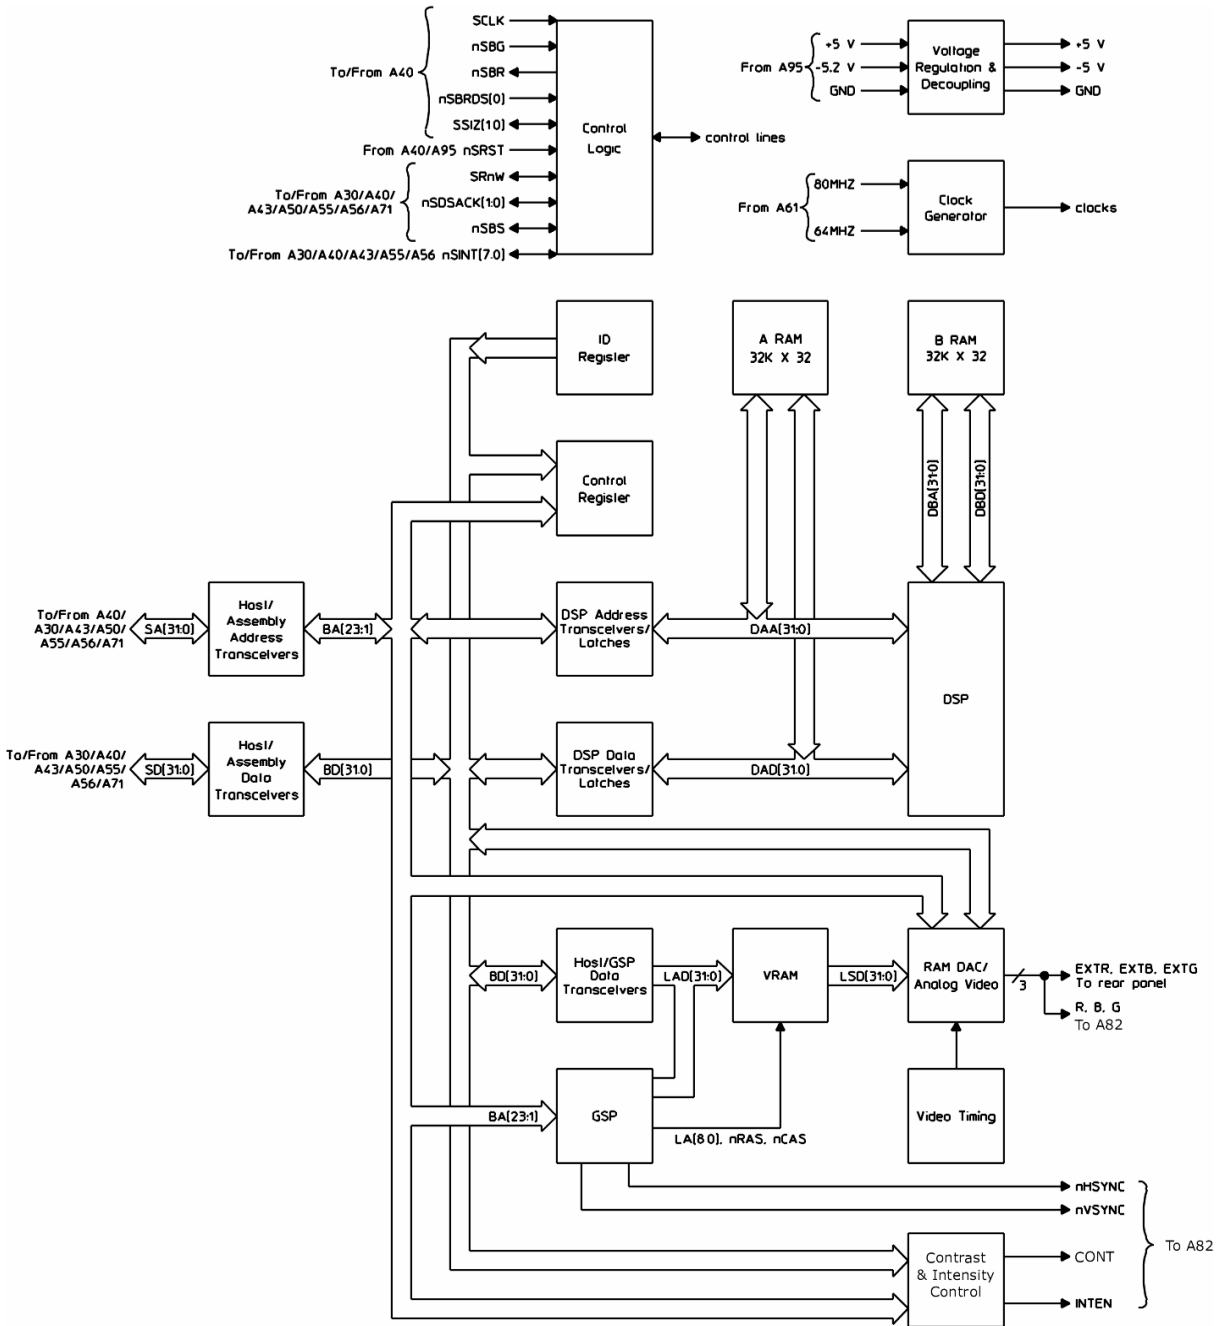 SCLK
nSBG
To/From A40
nSBR
nSBRDS[0]
SSIZ[1:0]
From A40/A95 nSRST
SRnW
To/From A30/A40/
A43/A50/A55/A56/A71
nSDSACK[1:0]
nSBS
To/From A30/A40/A43/A55/A56 nSINT[7:0]
Control
Logic
control lines
From A95
+5 V
-5.2 V
GND
Voltage
Regulation &
Decoupling
+5 V
-5 V
GND
From A61
80MHZ
64MHZ
Clock
Generator
clocks
ID
Register
A RAM
32K X 32
B RAM
32K X 32
Control
Register
DBA[31:0]
DBD[31:0]
To/From A40/
A30/A43/A50/
A55/A56/A71
SA[31:0]
Host/
Assembly
Address
Transceivers
BA[23:1]
DSP Address
Transceivers/
Latches
DAA[31:0]
DSP
To/From A30/A40/
A43/A50/A55/
A56/A71
SD[31:0]
Host/
Assembly
Data
Transceivers
BD[31:0]
DSP Data
Transceivers/
Latches
DAD[31:0]
BD[31:0]
Host/GSP
Data
Transceivers
LAD[31:0]
VRAM
LSD[31:0]
RAM DAC/
Analog Video
3
EXTR, EXTB, EXTG
To rear panel
R, B, G
To A82
BA[23:1]
GSP
LA[8:0], nRAS, nCAS
Video Timing
nHSYNC
nVSYNC
To A82
Contrast
& Intensity
Control
CONT
INTEN